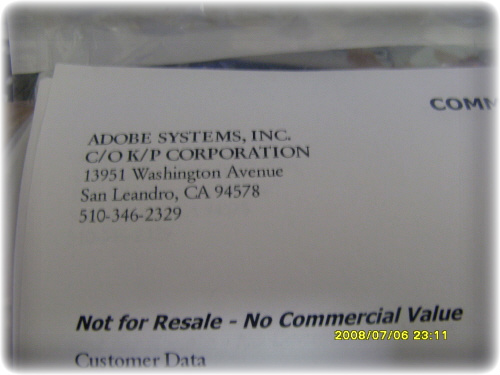 COMM
ADOBE SYSTEMS, INC.
C/O K/P CORPORATION
13951 Washington Avenue
San Leandro, CA 94578
510-346-2329
Not for Resale - No Commercial Value
2008/07/06 23:11
Customer Data